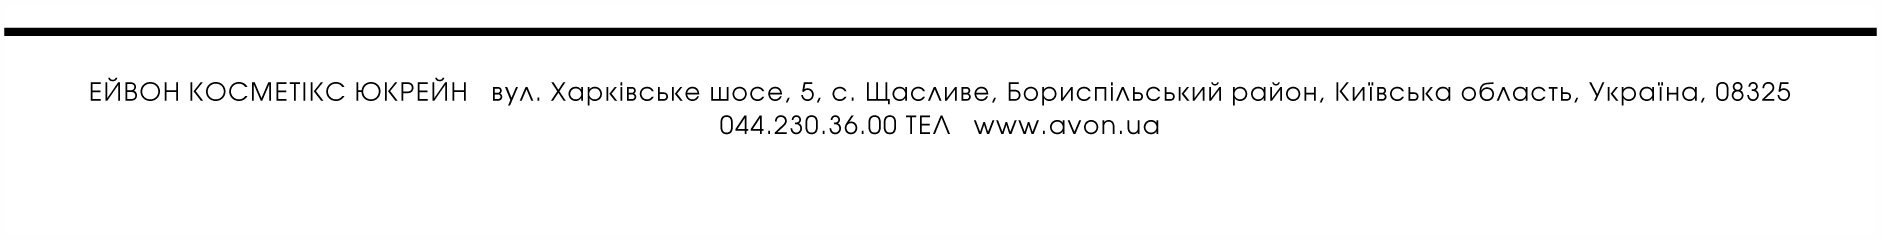 ЕЙВОН КОСМЕТІКС ЮКРЕЙН вул. Харківське шосе, 5, с. Щасливе, Бориспільський район, Київська область, Україна, 08325
044.230.36.00 ТЕЛ www.avon.ua